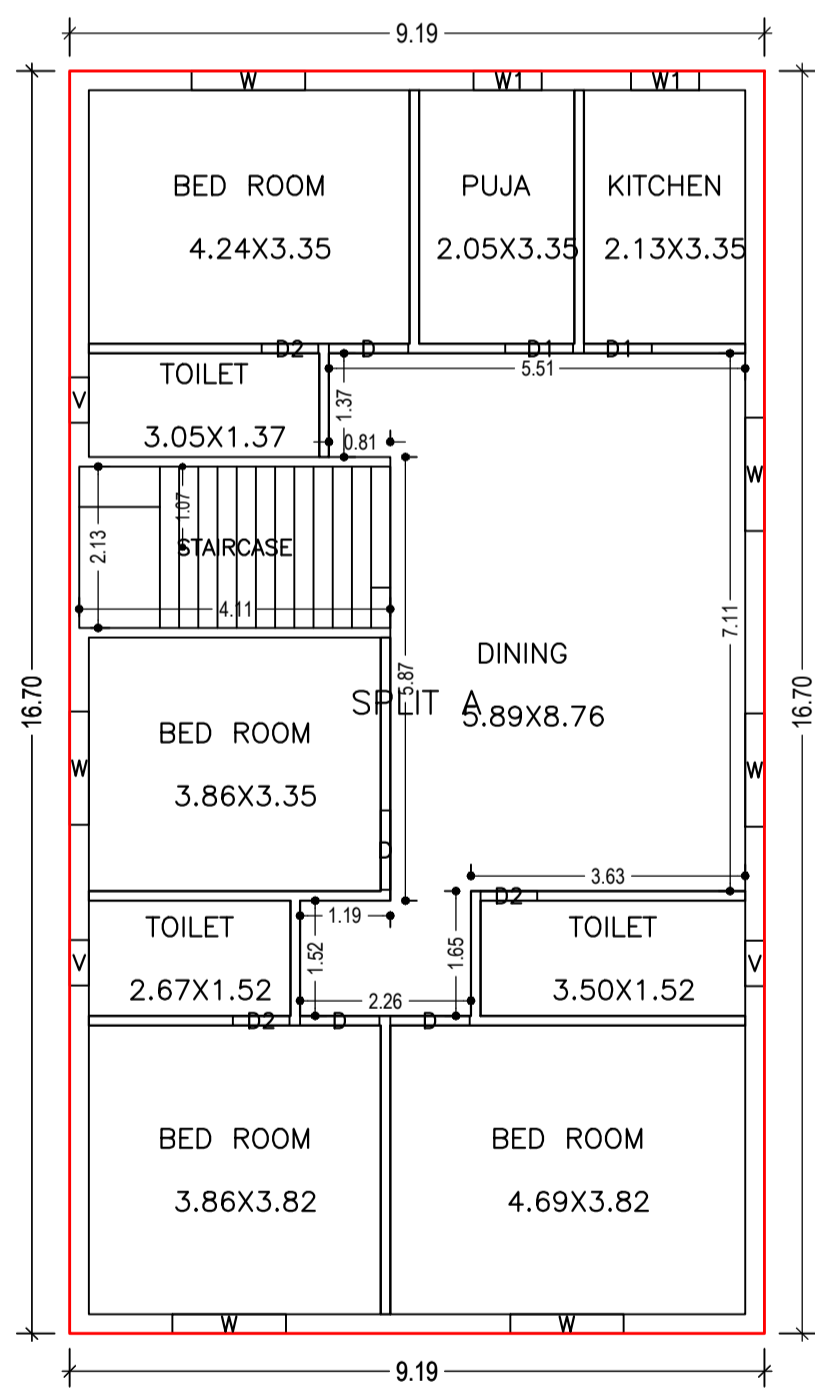 9.19
W
W1
W1
BED ROOM
PUJA
KITCHEN
4.24X3.35
2.05X3.35
2.13X3.35
D2
D
D1
D1
5.51
TOILET
V
1.37
3.05X1.37
0.81
W
1.07
2.13
STAIRCASE
4.11
7.11
DINING
5.87
16.70
16.70
SPLIT A
5.89X8.76
BED ROOM
W
W
3.86X3.35
D
3.63
D2
TOILET
1.19
TOILET
1.52
1.65
V
V
2.67X1.52
2.26
3.50X1.52
D2
D
D
BED ROOM
BED ROOM
3.86X3.82
4.69X3.82
W
W
9.19